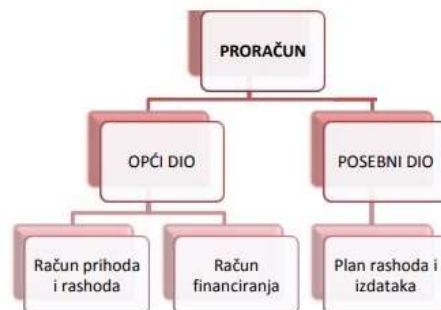 PRORAČUN
OPĆI DIO
POSEBNI DIO
Račun prihoda
i rashoda
Račun
financiranja
Plan rashoda i
izdataka